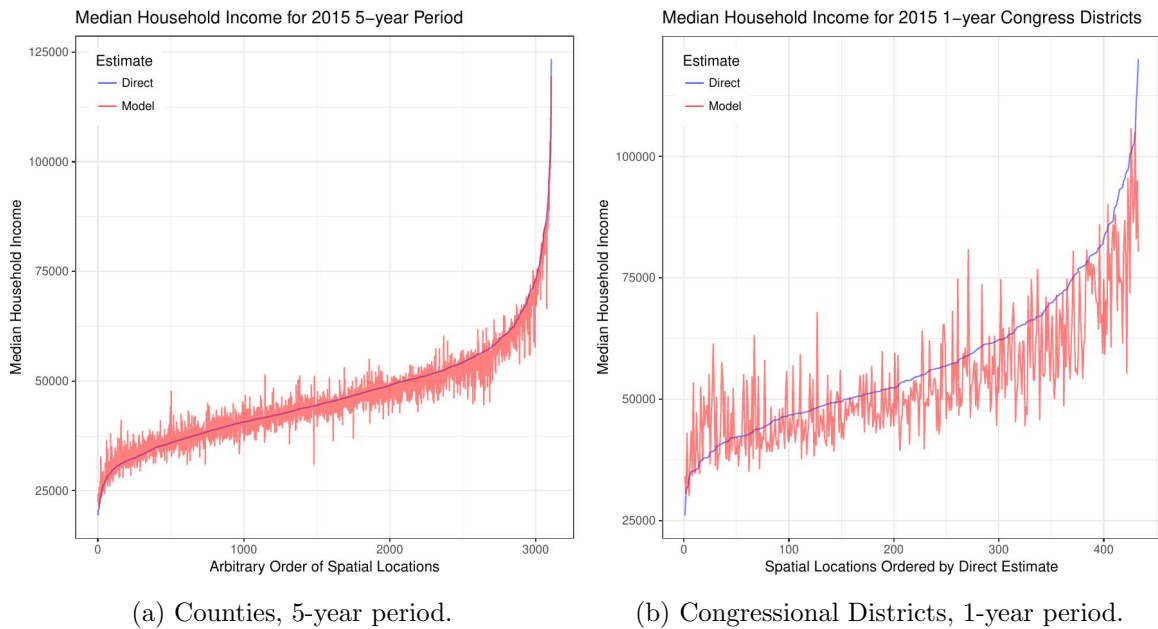 Median Household Income for 2015 5−year Period
Estimate
Direct
Model
125000
100000
75000
50000
25000
Median Household Income
0
1000
2000
3000
Arbitrary Order of Spatial Locations
(a) Counties, 5-year period.
Median Household Income for 2015 1−year Congress Districts
Estimate
Direct
Model
100000
75000
50000
25000
Median Household Income
0
100
200
300
400
Spatial Locations Ordered by Direct Estimate
(b) Congressional Districts, 1-year period.